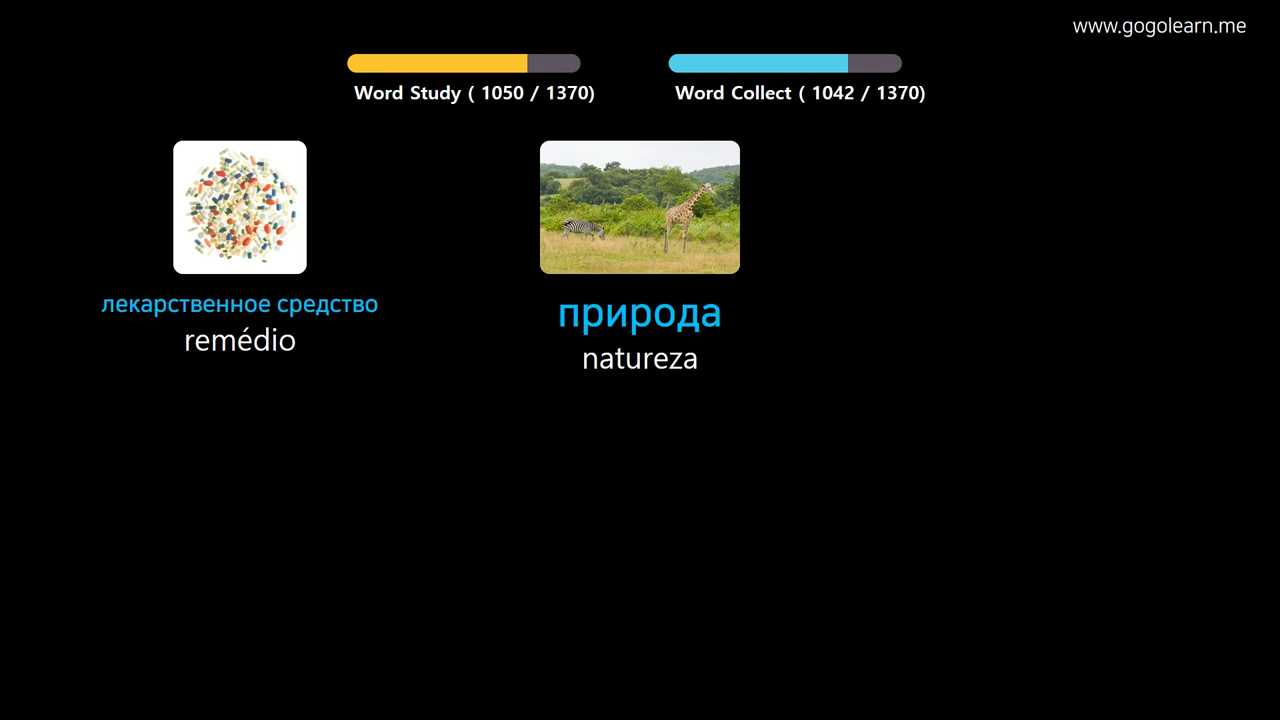 www.gogolearn.me
Word Study ( 1050 / 1370)
Word Collect ( 1042 / 1370)
лекарственное средство
remédio
природа
natureza